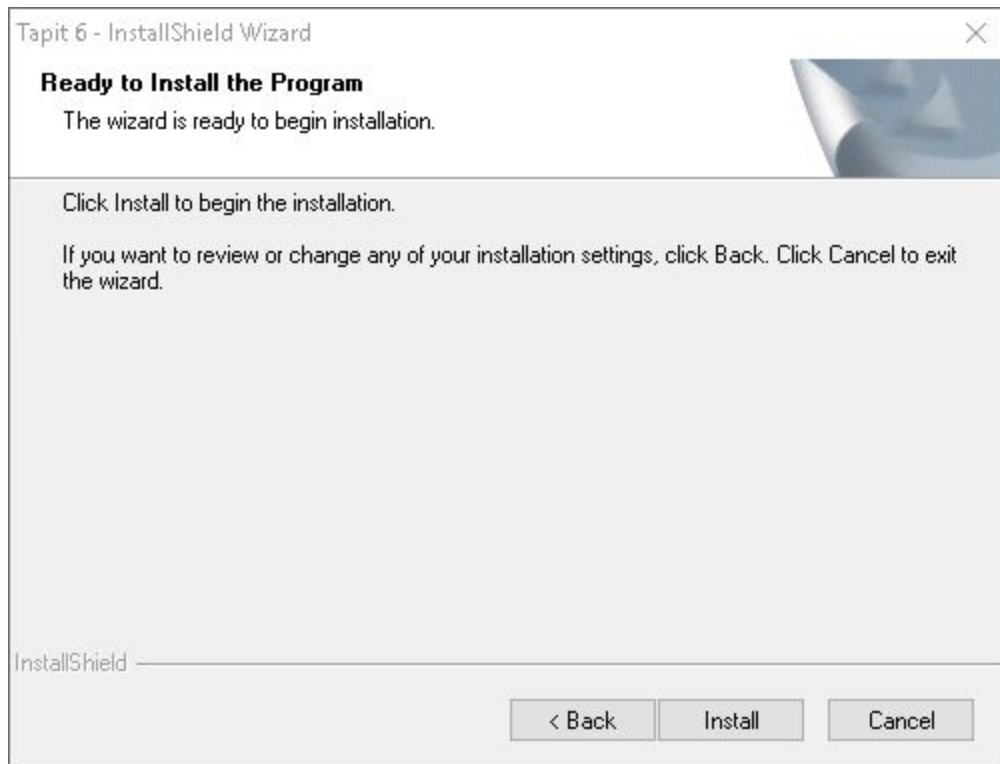 Tapit 6 - InstallShield Wizard
Ready to Install the Program
The wizard is ready to begin installation.
Click Install to begin the installation.
If you want to review or change any of your installation settings, click Back. Click Cancel to exit
the wizard.
InstallShield
< Back Install Cancel